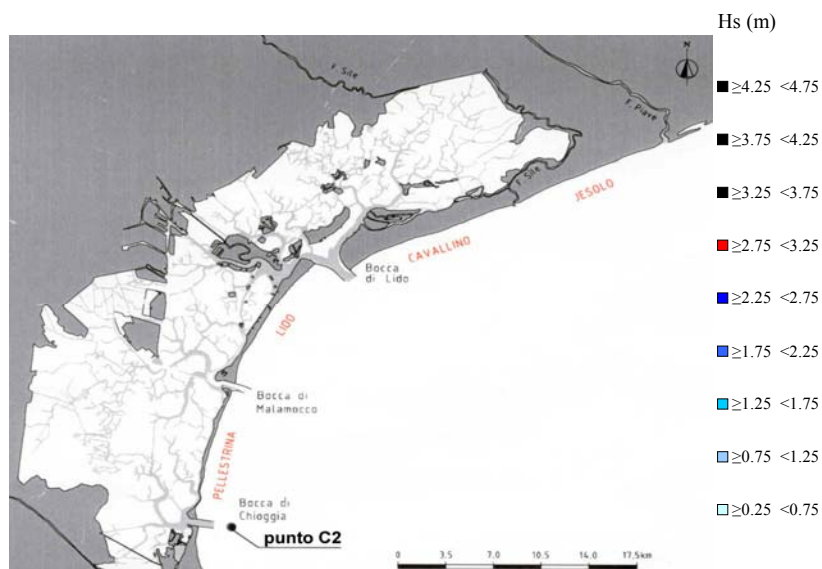 Hs (m)
N
F. Sile
F. Piave
≥4.25 <4.75
≥3.75 <4.25
≥3.25 <3.75
≥2.75 <3.25
≥2.25 <2.75
≥1.75 <2.25
≥1.25 <1.75
≥0.75 <1.25
≥0.25 <0.75
F. Sile
JESOLO
CAVALLINO
Bocca
di Lido
LIDO
Bocca di
Malamocco
PELLESTRINA
Bocca di
Chioggia
punto C2
0 3.5 7.0 10.5 14.0 17.5km